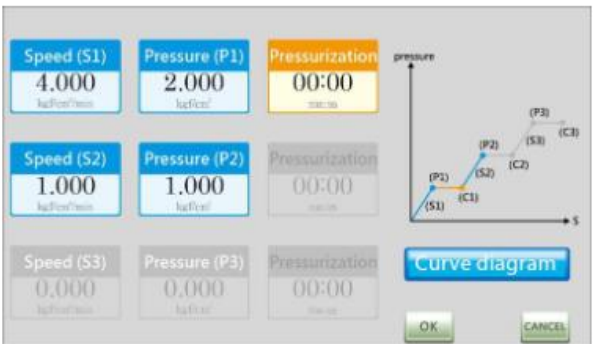 Speed (S1) Pressure (P1) Pressurization
4.000 2.000 00:00
pressure
Speed (S2) Pressure (P2) Pressurization
1.000 1.000 00:00
Speed (S3) Pressure (P3) Pressurization
0.000 0.000 00:00
(P3)
(S3) (C3)
(P2)
(S2) (C2)
(P1)
(S1) (C1)
S
Curve diagram
OK CANCEL